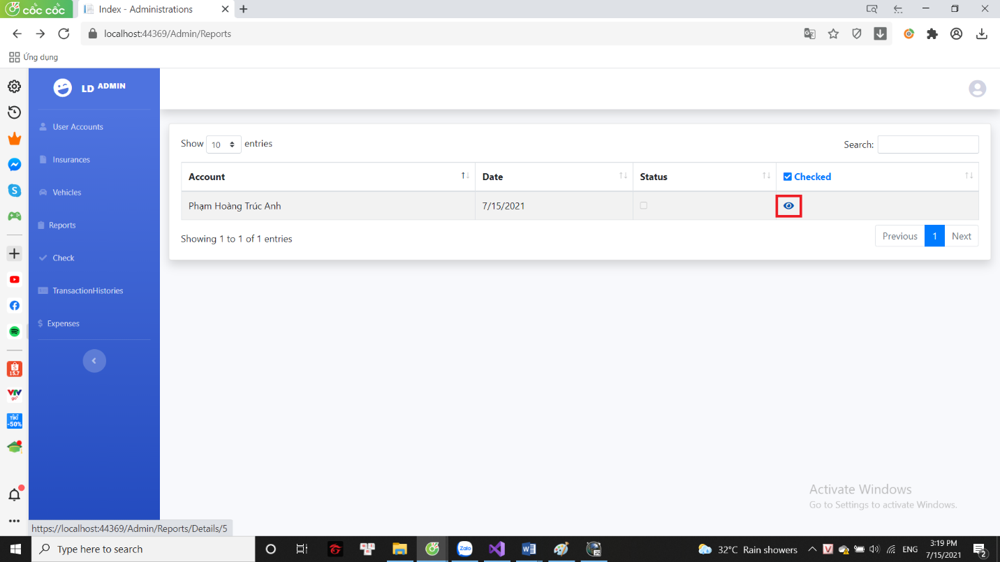 cốc cốc
Index - Administrations
localhost:44369/Admin/Reports
Ứng dụng
LD ADMIN
User Accounts
Insurances
Vehicles
Reports
Check
TransactionHistories
Expenses
Show 10 entries
Search:
Account Date Status Checked
Phạm Hoàng Trúc Anh 7/15/2021
Showing 1 to 1 of 1 entries
Previous 1 Next
15.7
VTV
go
TIKI
-50%
Activate Windows
Go to Settings to activate Windows.
https://localhost:44369/Admin/Reports/Details/5
Type here to search
Zalo
32°C Rain showers
ENG
3:19 PM
7/15/2021
2